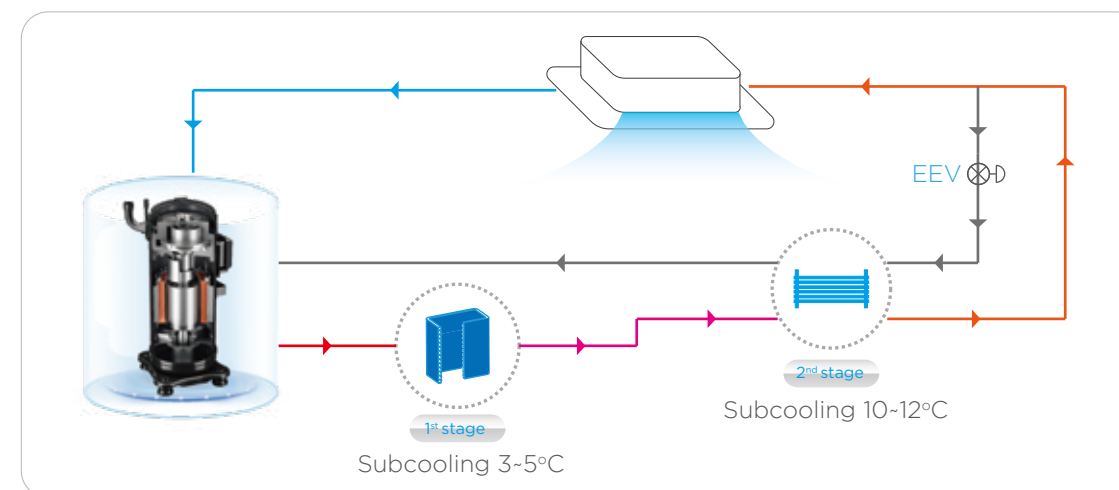 EEV
2nd stage
Subcooling 10~12°C
1st stage
Subcooling 3~5°C